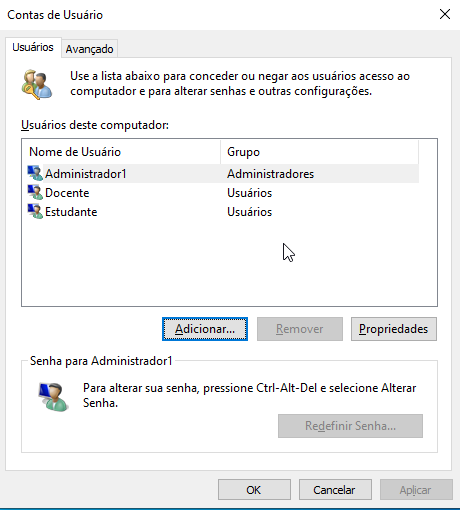 Contas de Usuário
Usuários
Avançado
Use a lista abaixo para conceder ou negar aos usuários acesso ao
computador e para alterar senhas e outras configurações.
Usuários deste computador:
Nome de Usuário Grupo
Administrador1 Administradores
Docente Usuários
Estudante Usuários
Adicionar... Remover Propriedades
Senha para Administrador1
Para alterar sua senha, pressione Ctrl-Alt-Del e selecione Alterar
Senha.
Redefinir Senha...
OK Cancelar Aplicar